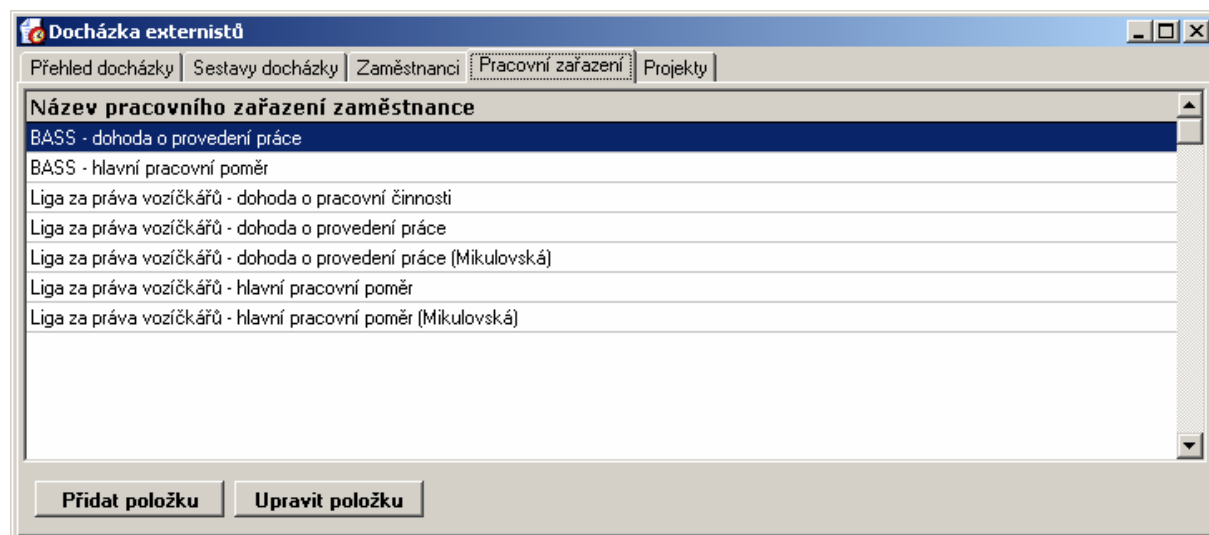 Docházka externistů
Přehled docházky Sestavy docházky Zaměstnanci Pracovní zařazení Projekty
Název pracovního zařazení zaměstnance
BASS - dohoda o provedení práce
BASS - hlavní pracovní poměr
Liga za práva vozíčkářů - dohoda o pracovní činnosti
Liga za práva vozíčkářů - dohoda o provedení práce
Liga za práva vozíčkářů - dohoda o provedení práce (Mikulovská)
Liga za práva vozíčkářů - hlavní pracovní poměr
Liga za práva vozíčkářů - hlavní pracovní poměr (Mikulovská)
Přidat položku Upravit položku